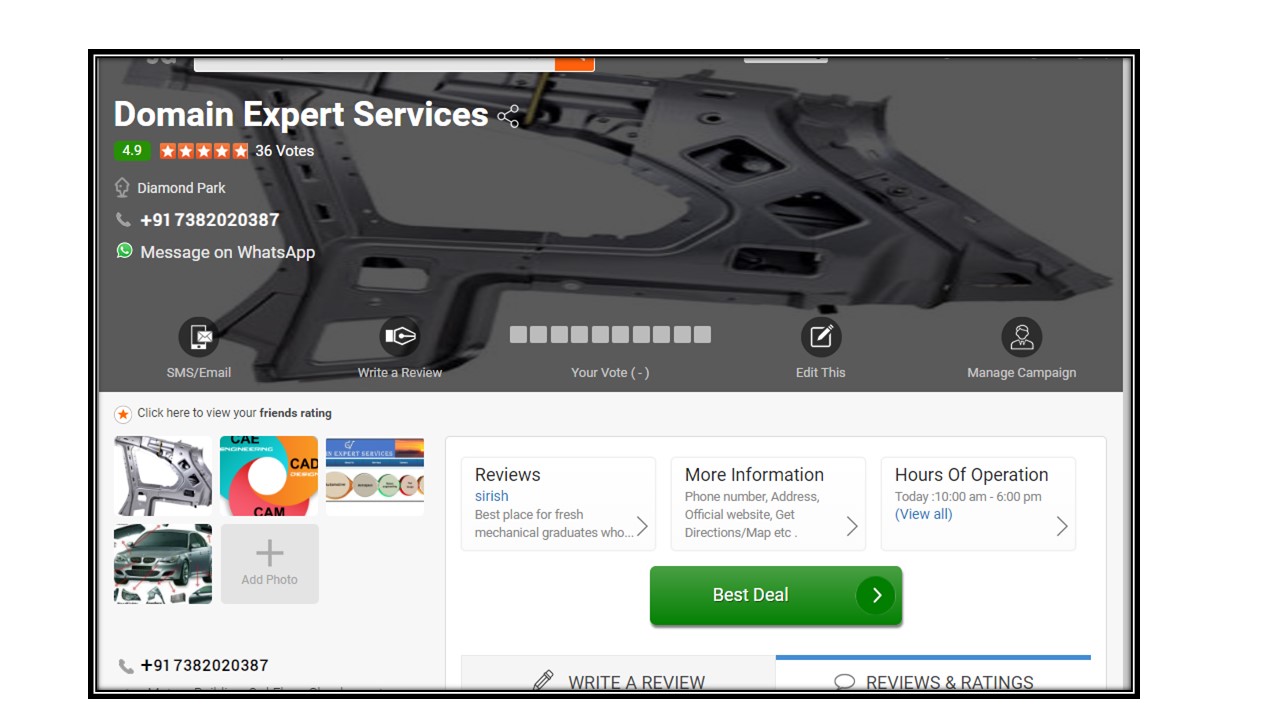 Domain Expert Services
4.9 36 Votes
Diamond Park
+91 7382020387
Message on WhatsApp
SMS/Email
Write a Review
Your Vote ( - )
Edit This
Manage Campaign
Click here to view your friends rating
CAE
ENGINEERING
CAD
DESIGN
CAM
IN EXPERT SERVICES
Add Photo
Reviews
sirish
Best place for fresh
mechanical graduates who...
More Information
Phone number, Address,
Official website, Get
Directions/Map etc .
Hours Of Operation
Today :10:00 am - 6:00 pm
(View all)
Best Deal
+91 7382020387
WRITE A REVIEW
REVIEWS & RATINGS